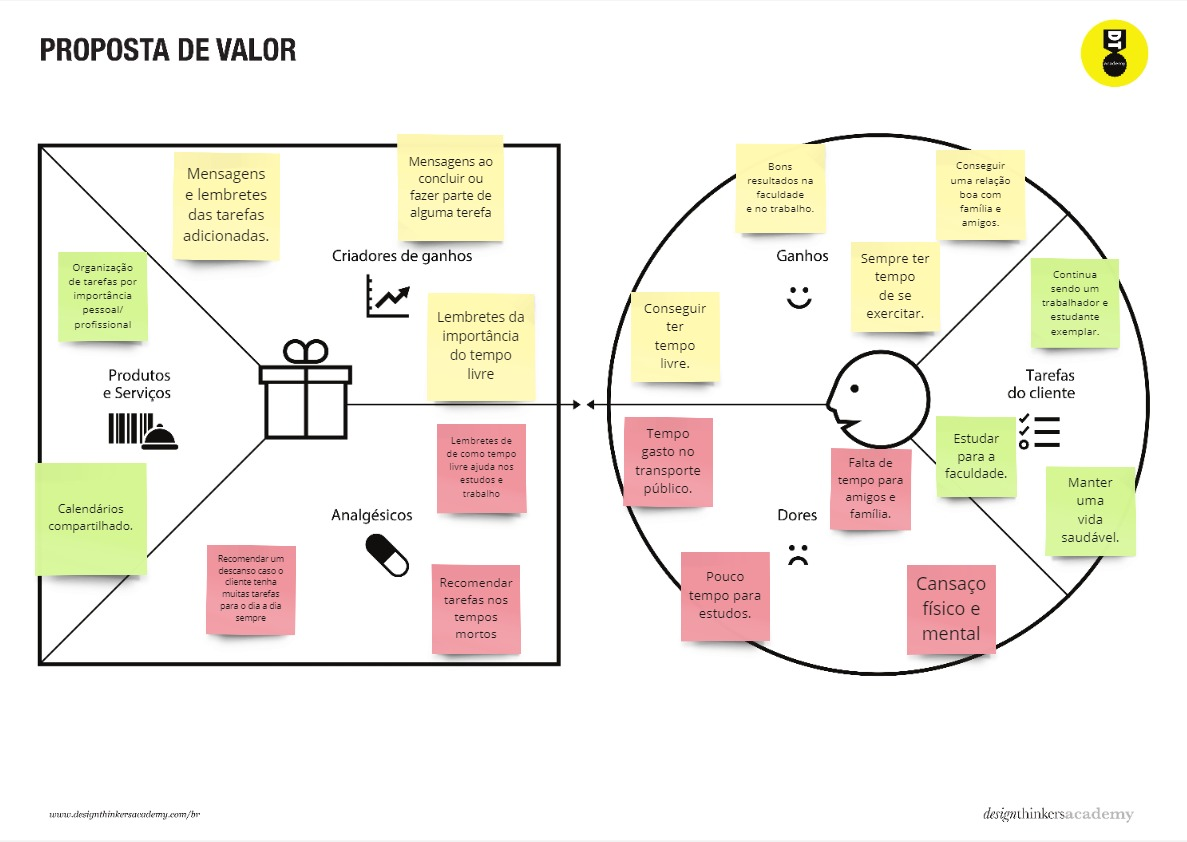 PROPOSTA DE VALOR
DT
academy
Mensagens
e lembretes
das tarefas
adicionadas.
Mensagens ao
concluir ou
fazer parte de
alguma terefa
Criadores de ganhos
Organização
de tarefas por
importância
pessoal/
profissional
Lembretes da
importância
do tempo
livre
Produtos
e Serviços
Calendários
compartilhado.
Lembretes de
de como tempo
livre ajuda nos
estudos e
trabalho
Analgésicos
Recomendar um
descanso caso o
cliente tenha
muitas tarefas
para o dia a dia
sempre
Recomendar
tarefas nos
tempos
mortos
Bons
resultados na
faculdade
e no trabalho.
Conseguir
uma relação
boa com
família e
amigos.
Ganhos
Sempre ter
tempo
de se
exercitar.
Conseguir
ter
tempo
livre.
Continua
sendo um
trabalhador e
estudante
exemplar.
Tarefas
do cliente
Estudar
para a
faculdade.
Manter
uma
vida
saudável.
Tempo
gasto no
transporte
público.
Falta de
tempo para
amigos e
família.
Dores
Pouco
tempo para
estudos.
Cansaço
físico e
mental
www.designthinkersacademy.com/br
designthinkersacademy